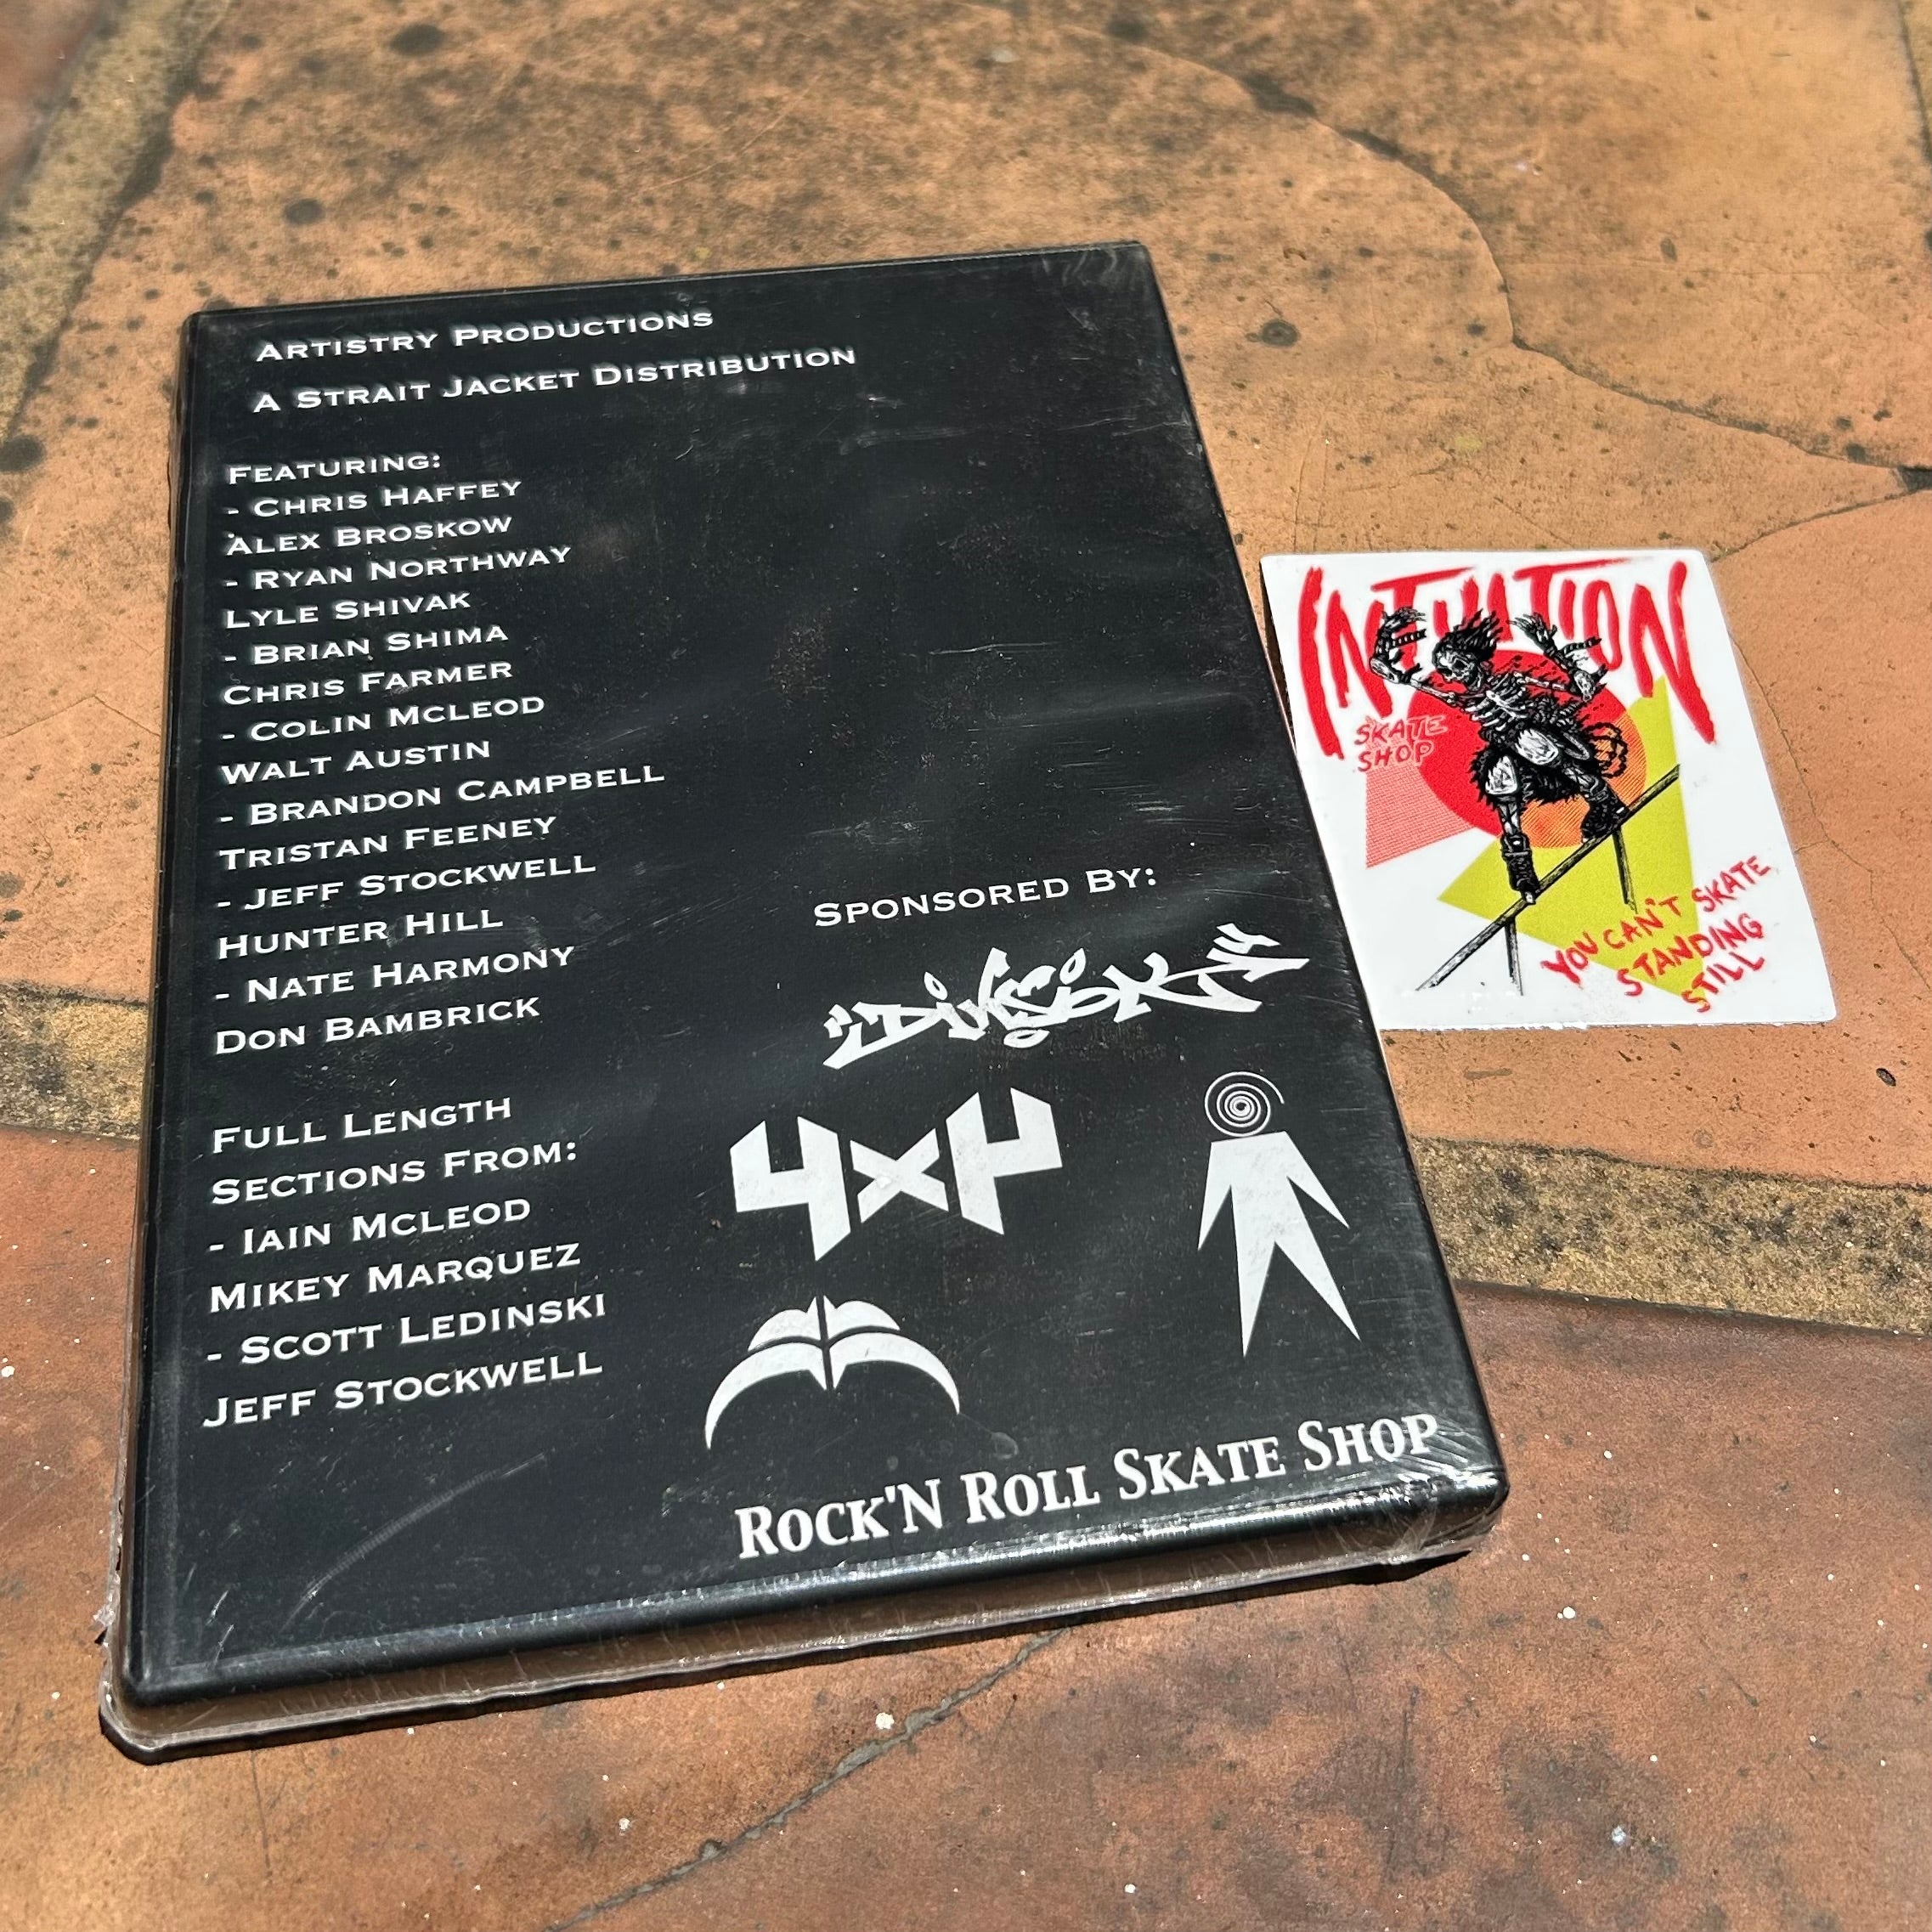 Artistry Productions
A Strait Jacket Distribution
Featuring:
- Chris Haffey
Alex Broskow
- Ryan Northway
Lyle Shivak
- Brian Shima
Chris Farmer
- Colin McLeod
Walt Austin
- Brandon Campbell
Tristan Feeney
- Jeff Stockwell
Hunter Hill
- Nate Harmony
Don Bambrick
Full Length
Sections From:
- Iain McLeod
Mikey Marquez
- Scott Ledinski
Jeff Stockwell
Sponsored By:
4x4
Rock'n Roll Skate Shop
INTUITION
SKATE
SHOP
YOU CAN'T SKATE
STANDING
STILL